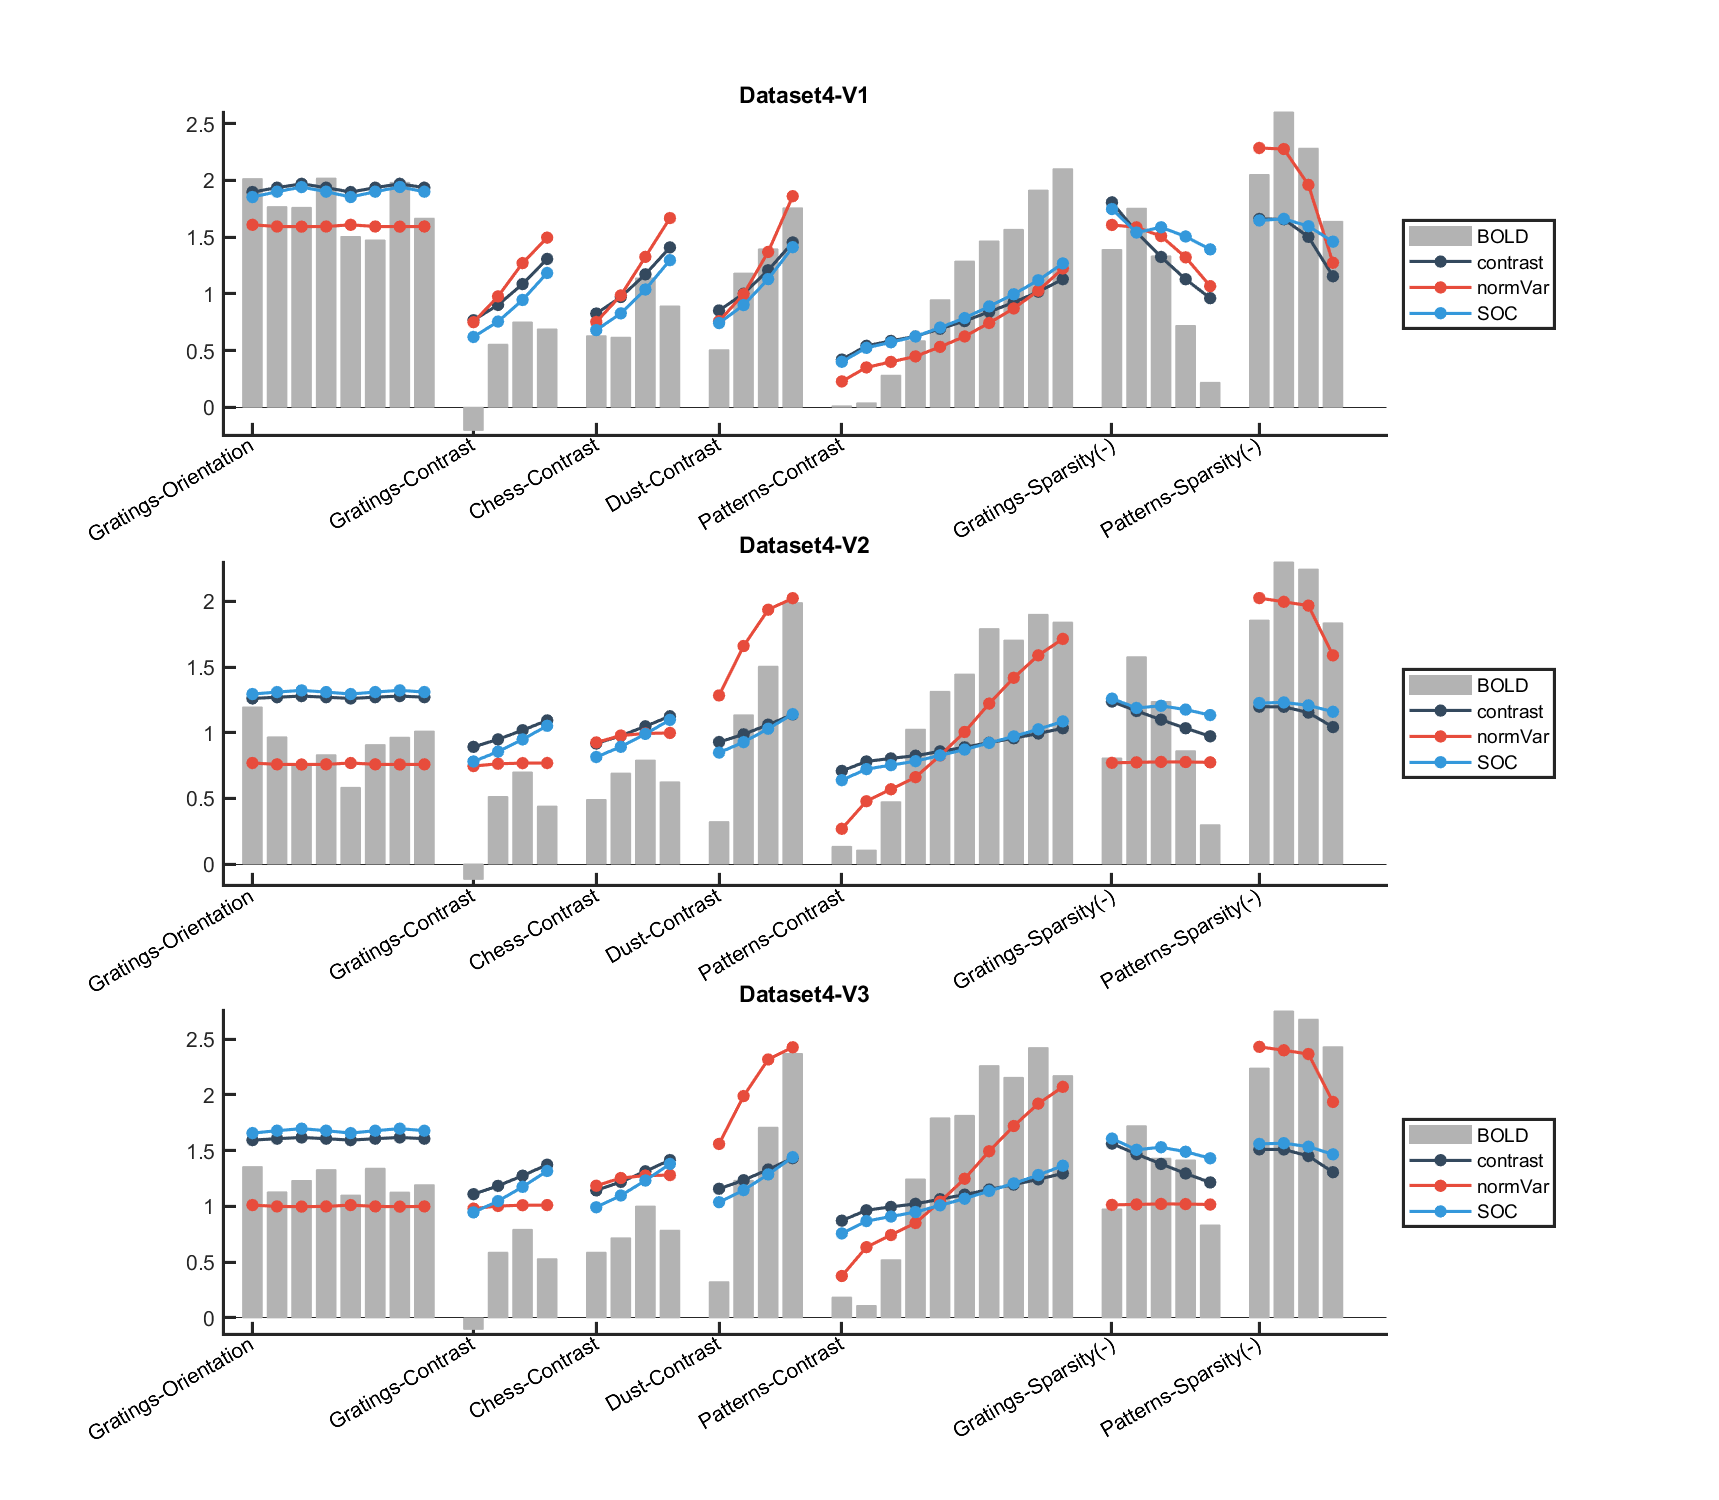 Dataset4-V1
2.5
2
1.5
1
0.5
0
Gratings-Orientation
Gratings-Contrast
Chess-Contrast
Dust-Contrast
Patterns-Contrast
Gratings-Sparsity(-)
Patterns-Sparsity(-)
BOLD
contrast
normVar
SOC
Dataset4-V2
2
1.5
1
0.5
0
Gratings-Orientation
Gratings-Contrast
Chess-Contrast
Dust-Contrast
Patterns-Contrast
Gratings-Sparsity(-)
Patterns-Sparsity(-)
BOLD
contrast
normVar
SOC
Dataset4-V3
2.5
2
1.5
1
0.5
0
Gratings-Orientation
Gratings-Contrast
Chess-Contrast
Dust-Contrast
Patterns-Contrast
Gratings-Sparsity(-)
Patterns-Sparsity(-)
BOLD
contrast
normVar
SOC